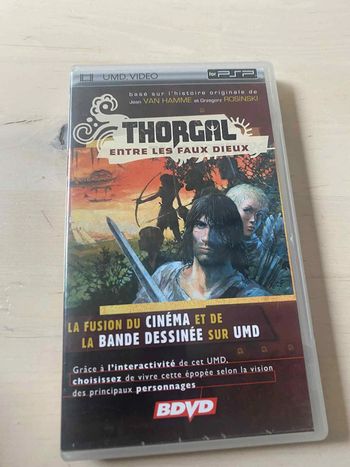 UMD VIDEO
for PSP
basé sur l'histoire originale de
Jean VAN HAMME et Grzegorz ROSINSKI
THORGAL
ENTRE LES FAUX DIEUX
LA FUSION DU CINÉMA ET DE
LA BANDE DESSINÉE SUR UMD
Grâce à l'interactivité de cet UMD,
choisissez de vivre cette épopée selon la vision
des principaux personnages
BDVD